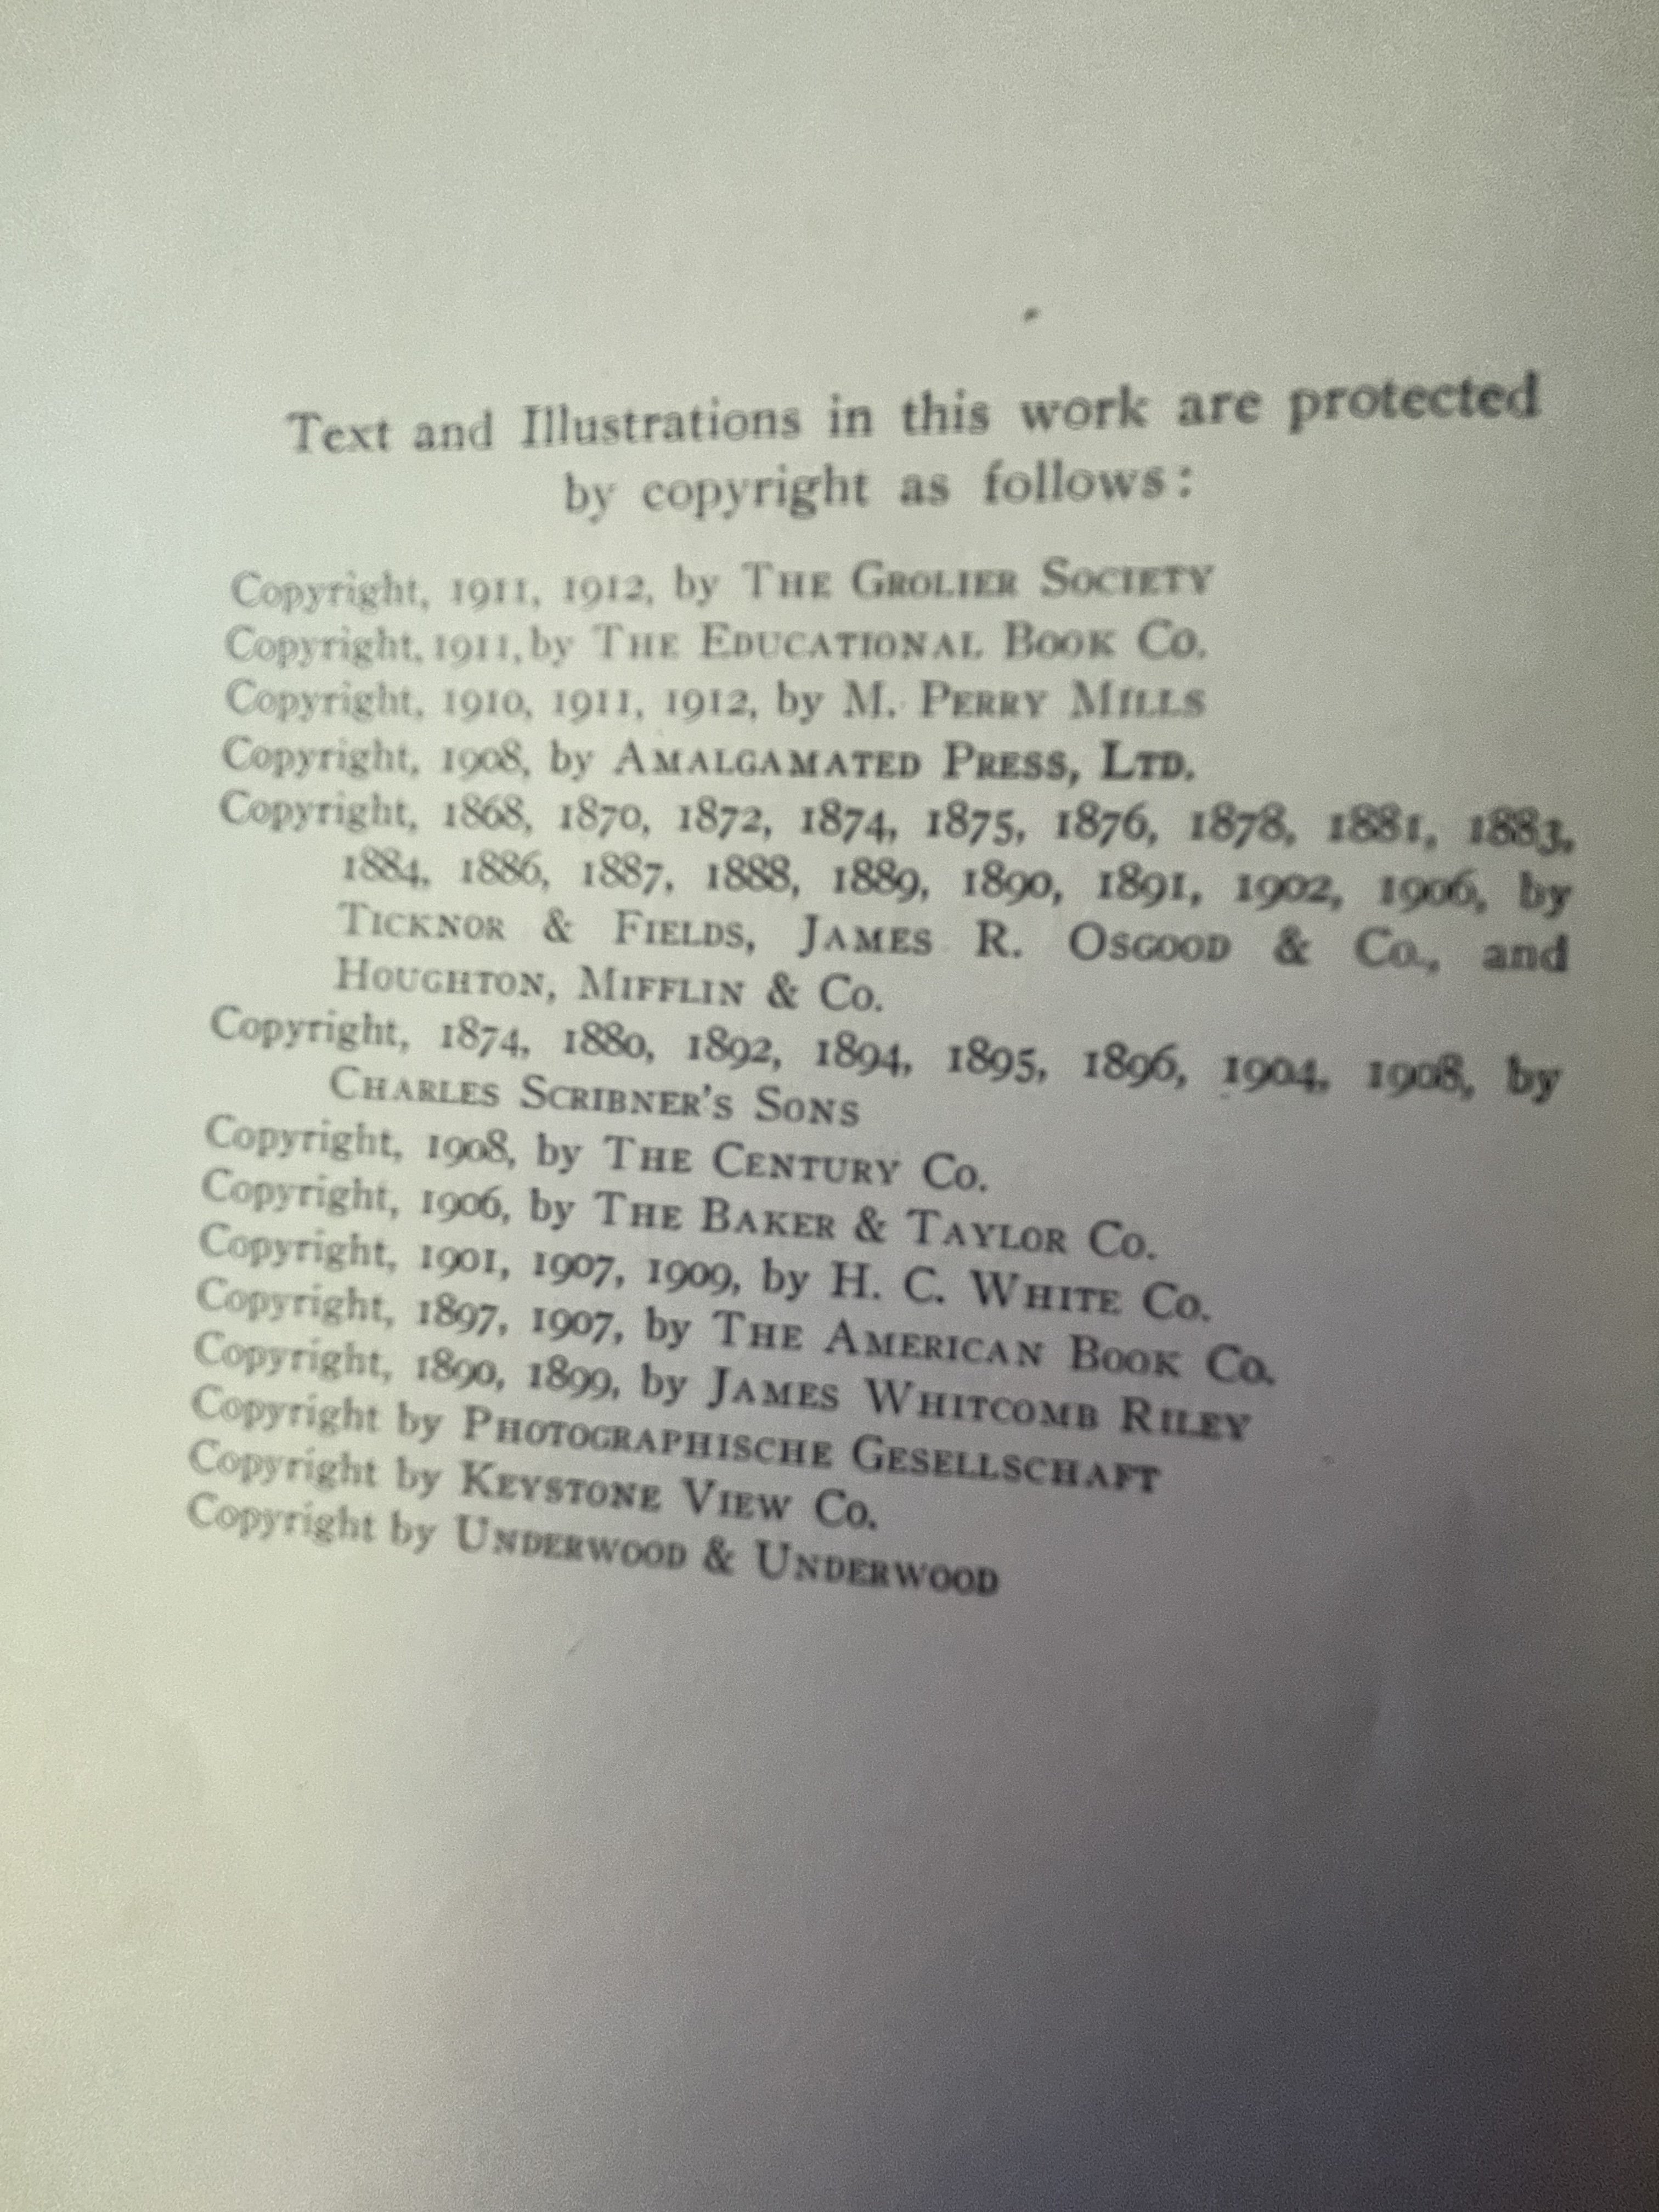 Text and Illustrations in this work are protected
by copyright as follows:
Copyright, 1911, 1912, by THE GROLIER SOCIETY
Copyright, 1911, by THE EDUCATIONAL BOOK CO.
Copyright, 1910, 1911, 1912, by M. PERRY MILLS
Copyright, 1908, by AMALGAMATED PRESS, LTD.
Copyright, 1868, 1870, 1872, 1874, 1875, 1876, 1878, 1881, 1883,
1884, 1886, 1887, 1888, 1889, 1890, 1891, 1902, 1906, by
TICKNOR & FIELDS, JAMES R. OSGOOD & CO., and
HOUGHTON, MIFFLIN & CO.
Copyright, 1874, 1880, 1892, 1894, 1895, 1896, 1904, 1908, by
CHARLES SCRIBNER'S SONS
Copyright, 1908, by THE CENTURY CO.
Copyright, 1906, by THE BAKER & TAYLOR CO.
Copyright, 1901, 1907, 1909, by H. C. WHITE CO.
Copyright, 1897, 1907, by THE AMERICAN BOOK CO.
Copyright, 1890, 1899, by JAMES WHITCOMB RILEY
Copyright by PHOTOGRAPHISCHE GESELLSCHAFT
Copyright by KEYSTONE VIEW CO.
Copyright by UNDERWOOD & UNDERWOOD